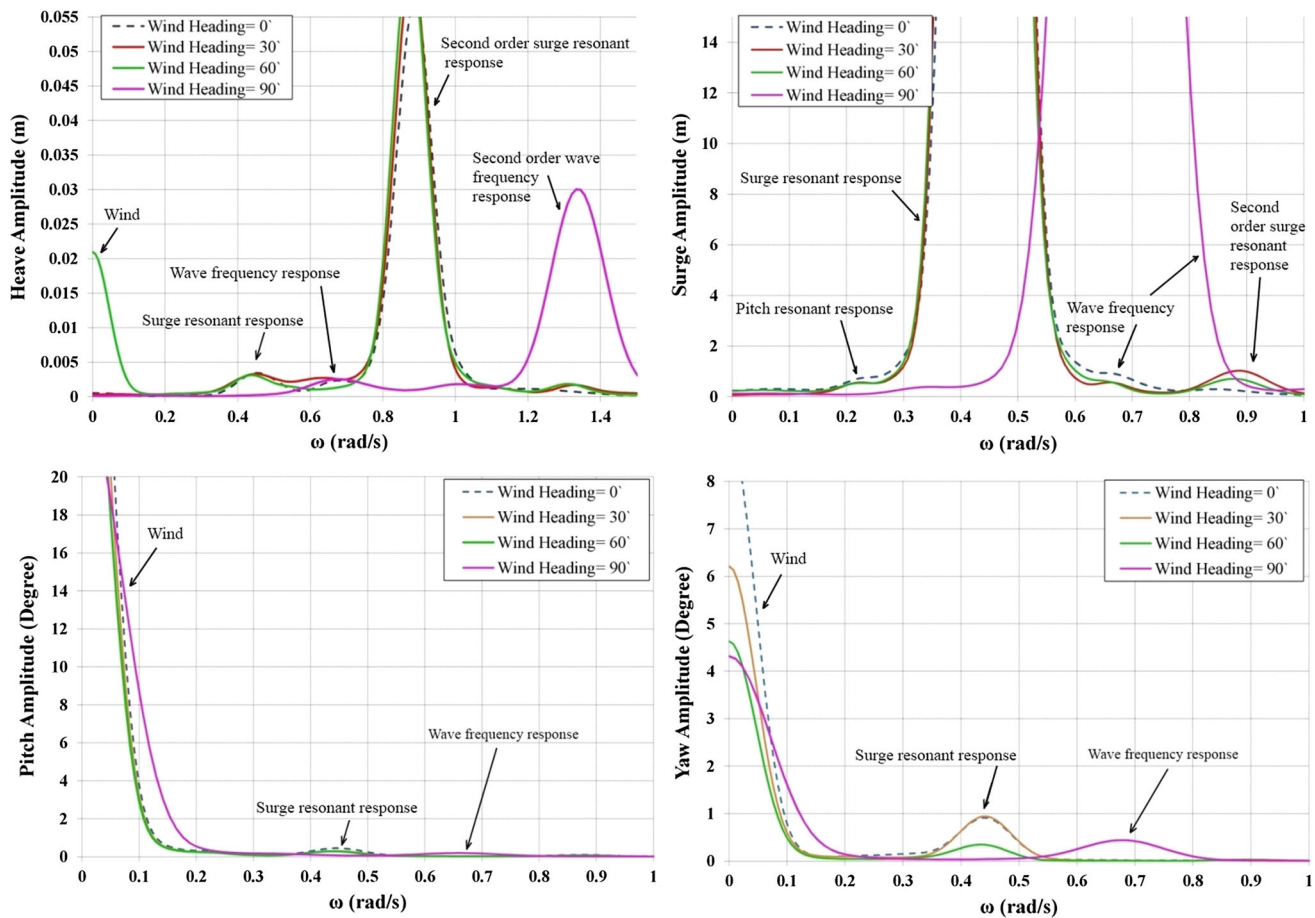 Wind Heading= 0`
Wind Heading= 30`
Wind Heading= 60`
Wind Heading= 90`
Second order surge resonant
response
Second order wave
frequency
response
Wind
Wave frequency response
Surge resonant response
Heave Amplitude (m)
0.055
0.05
0.045
0.04
0.035
0.03
0.025
0.02
0.015
0.01
0.005
0
0 0.2 0.4 0.6 0.8 1 1.2 1.4
ω (rad/s)
Wind Heading= 0`
Wind Heading= 30`
Wind Heading= 60`
Wind Heading= 90`
Surge resonant response
Second
order surge
resonant
response
Pitch resonant response
Wave frequency
response
Surge Amplitude (m)
14
12
10
8
6
4
2
0
0 0.1 0.2 0.3 0.4 0.5 0.6 0.7 0.8 0.9 1
ω (rad/s)
Wind Heading= 0`
Wind Heading= 30`
Wind Heading= 60`
Wind Heading= 90`
Wind
Wave frequency response
Surge resonant response
Pitch Amplitude (Degree)
20
18
16
14
12
10
8
6
4
2
0
0 0.1 0.2 0.3 0.4 0.5 0.6 0.7 0.8 0.9 1
ω (rad/s)
Wind Heading= 0`
Wind Heading= 30`
Wind Heading= 60`
Wind Heading= 90`
Wind
Surge resonant response
Wave frequency response
Yaw Amplitude (Degree)
8
7
6
5
4
3
2
1
0
0 0.1 0.2 0.3 0.4 0.5 0.6 0.7 0.8 0.9 1
ω (rad/s)